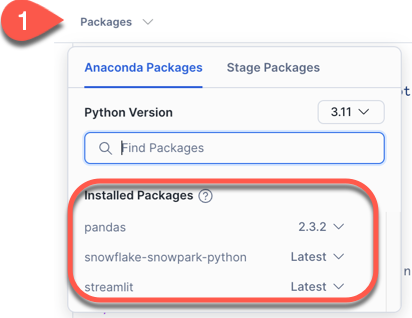 1
Packages
Anaconda Packages Stage Packages
Python Version 3.11
Find Packages
Installed Packages ?
pandas 2.3.2
snowflake-snowpark-python Latest
streamlit Latest